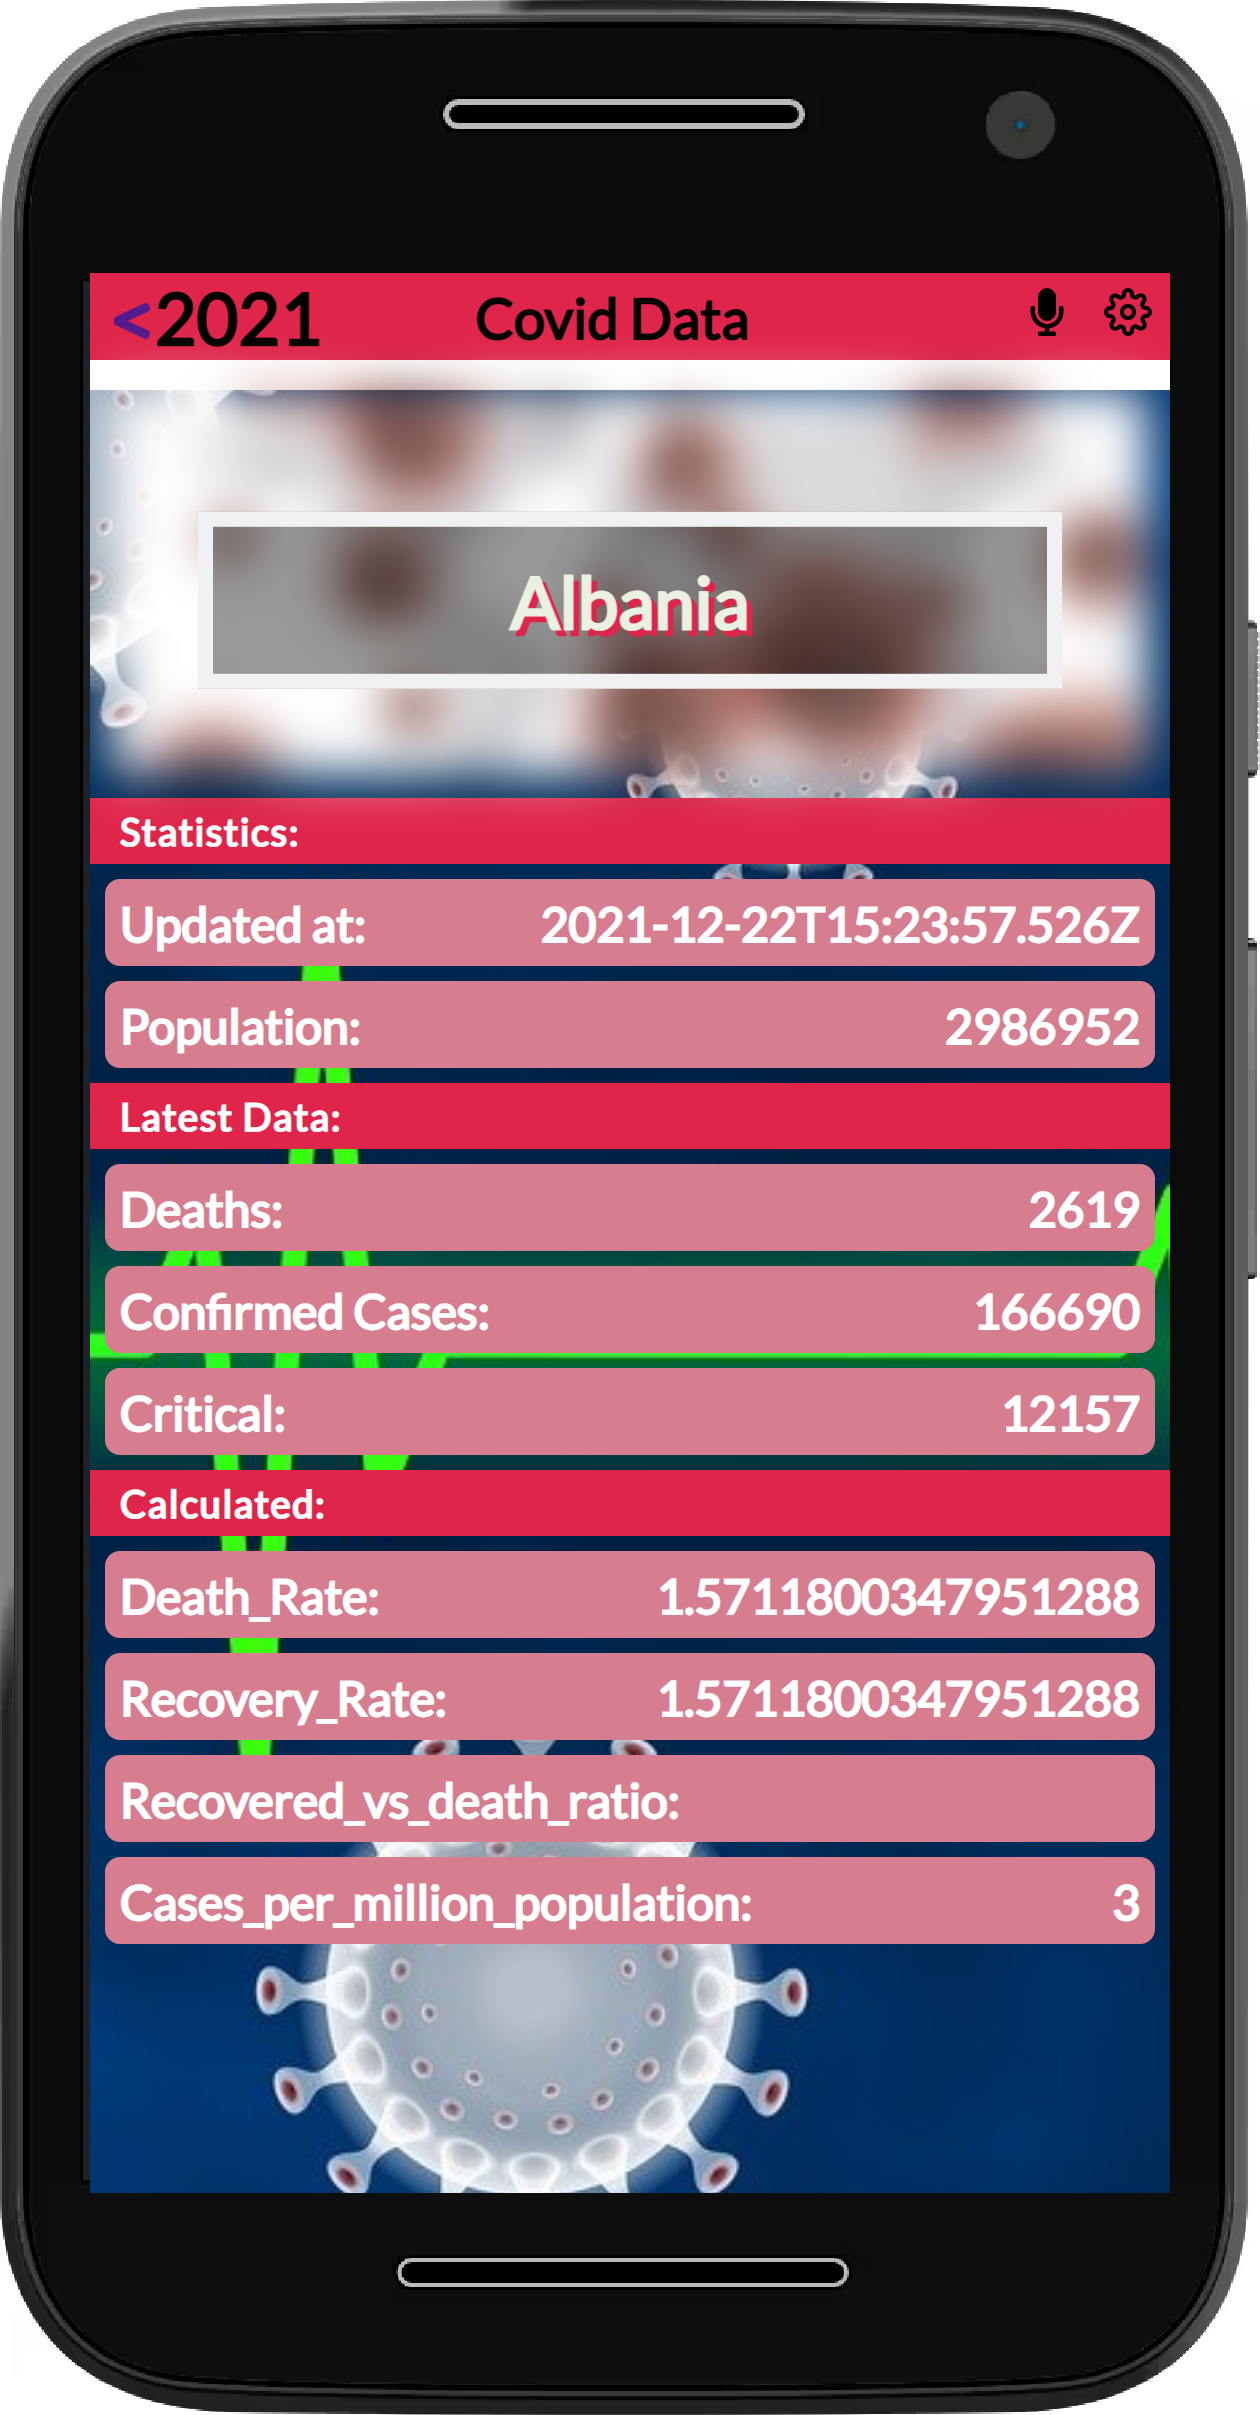 <2021 Covid Data
Albania
Statistics:
Updated at: 2021-12-22T15:23:57.526Z
Population: 2986952
Latest Data:
Deaths: 2619
Confirmed Cases: 166690
Critical: 12157
Calculated:
Death_Rate: 1.5711800347951288
Recovery_Rate: 1.5711800347951288
Recovered_vs_death_ratio:
Cases_per_million_population: 3